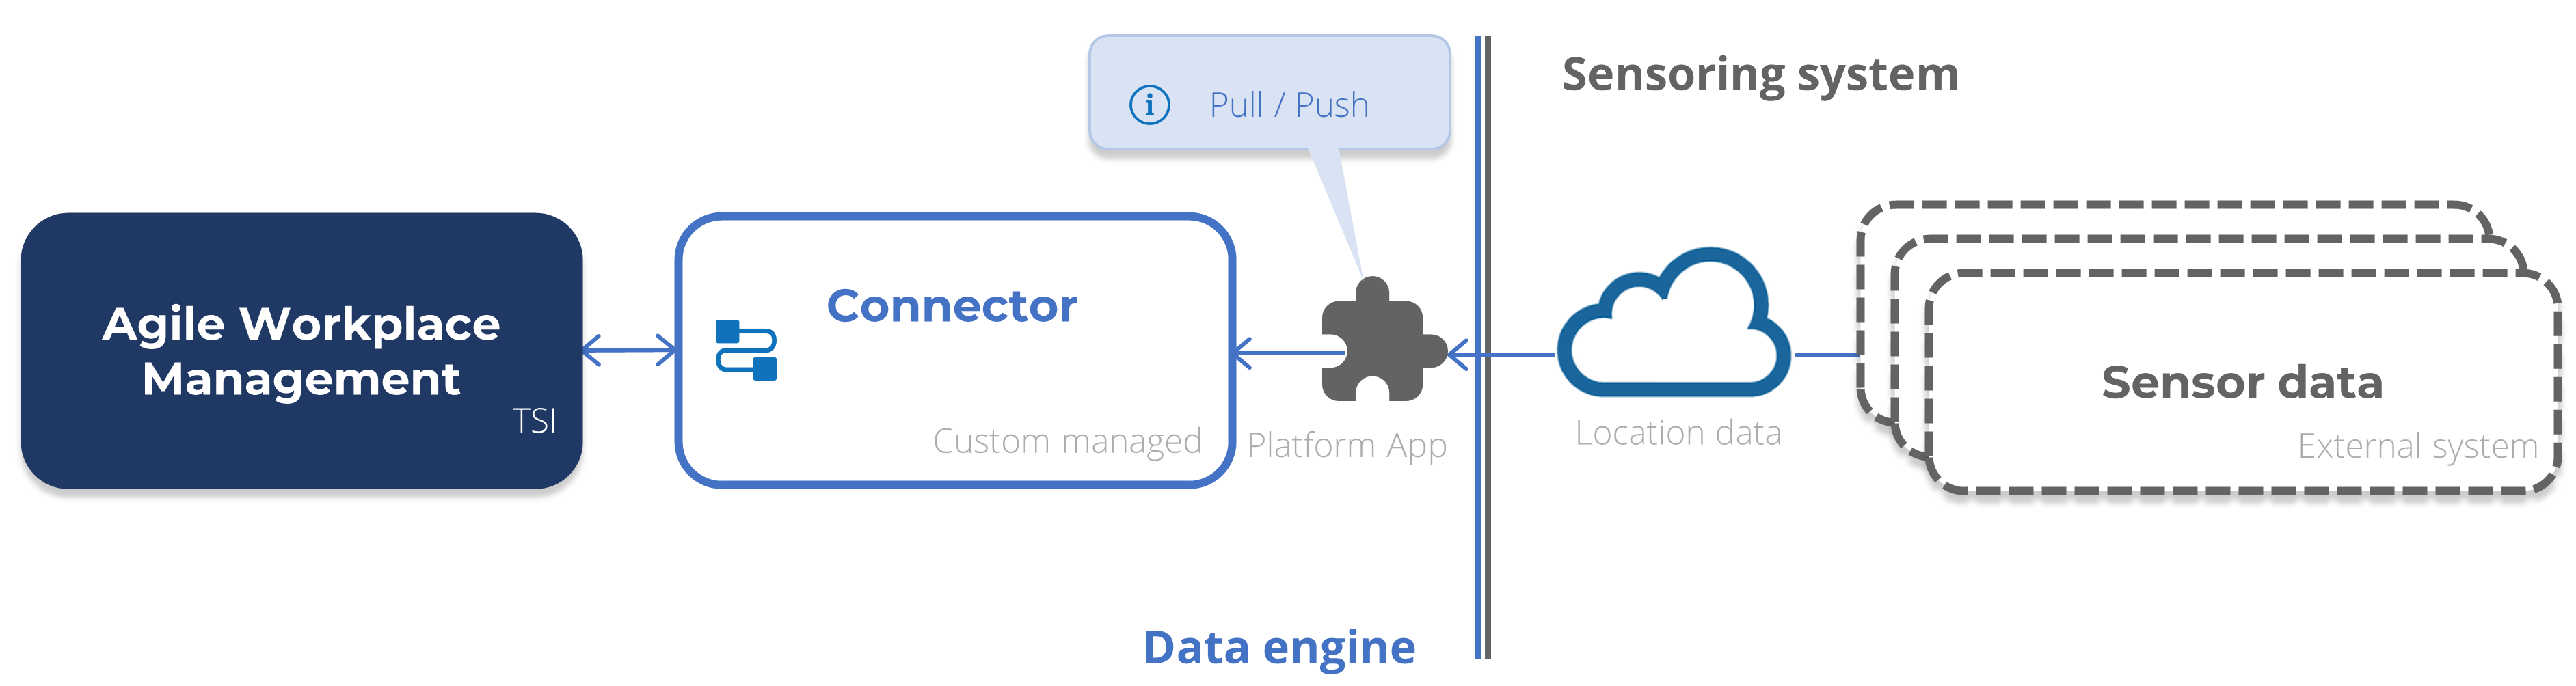 Pull / Push
Sensoring system
Agile Workplace
Management
TSI
Connector
Custom managed
Platform App
Location data
Sensor data
External system
Data engine